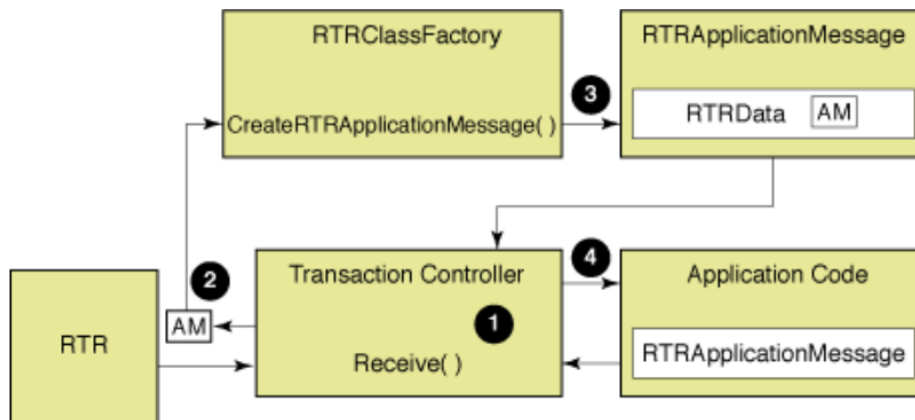 RTRClassFactory
CreateRTRApplicationMessage( )
3
RTRApplicationMessage
RTRData AM
2
AM
RTR
Transaction Controller
1
Receive( )
4
Application Code
RTRApplicationMessage